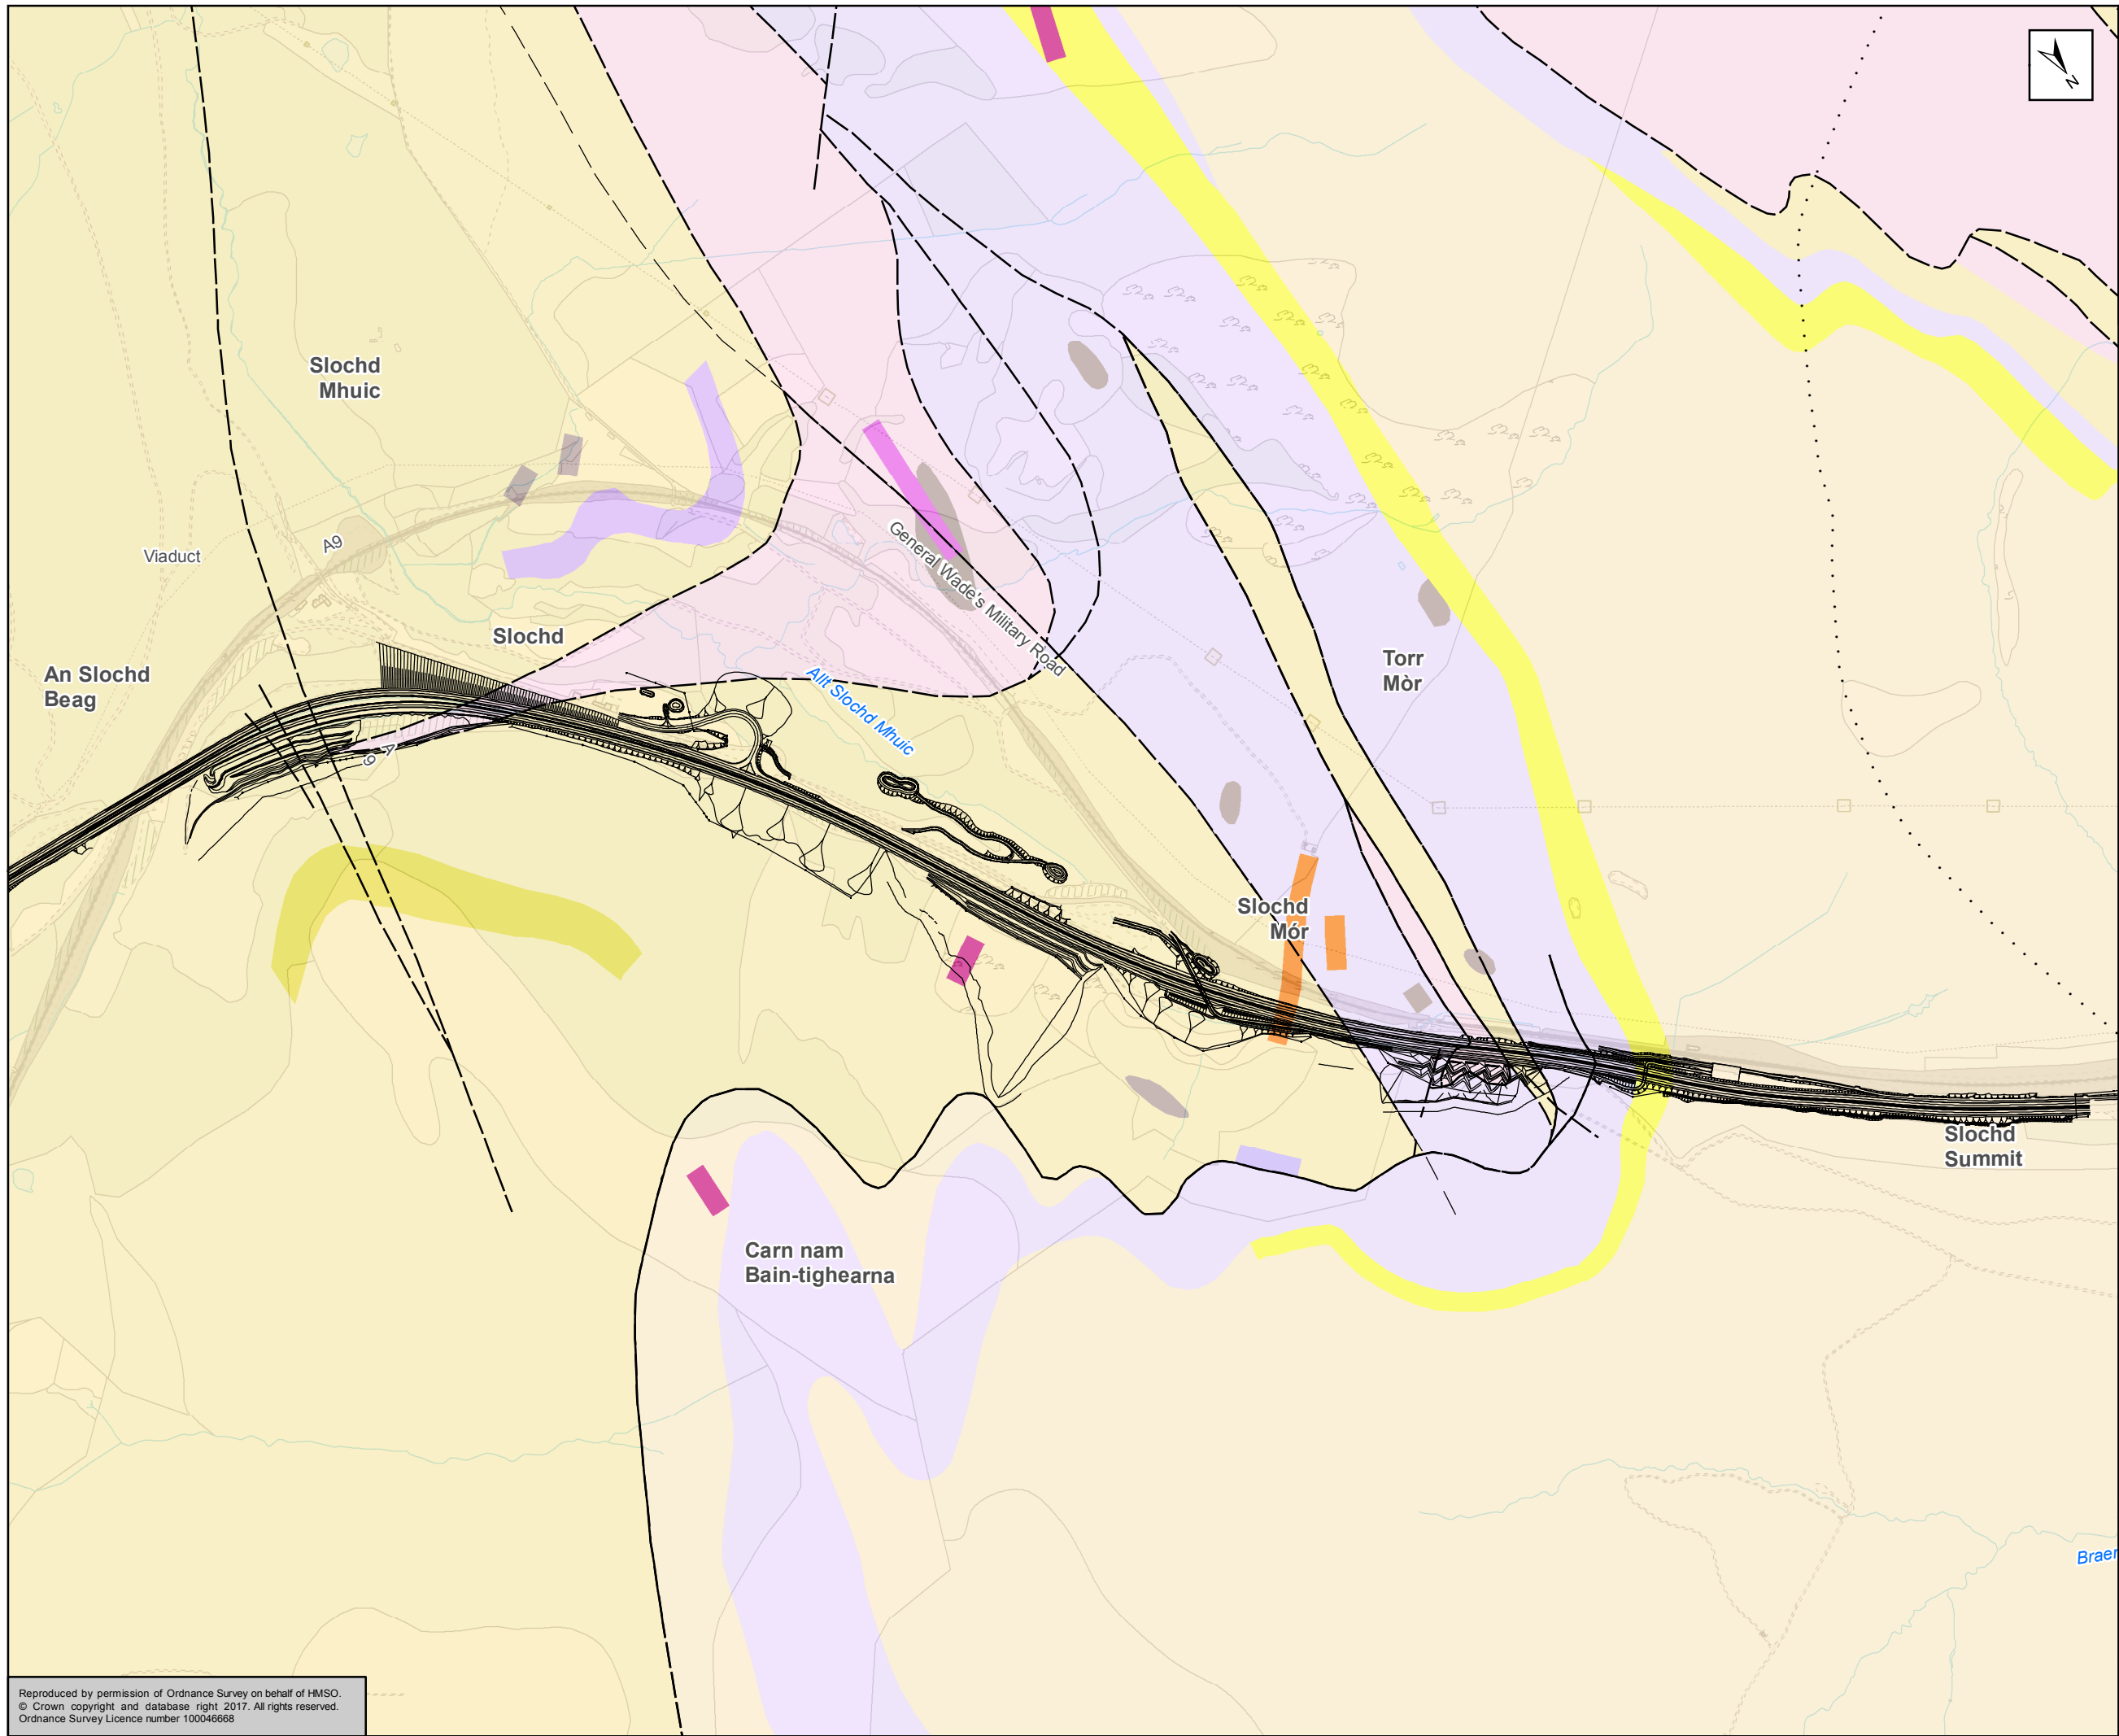 N
Slochd
Mhuic
A9
Viaduct
General Wade's Military Road
Slochd
An Slochd
Beag
Torr
Mòr
Allt Slochd Mhuic
A9
Slochd
Mór
Slochd
Summit
Carn nam
Bain-tighearna
Braer
Reproduced by permission of Ordnance Survey on behalf of HMSO.
© Crown copyright and database right 2017. All rights reserved.
Ordnance Survey Licence number 100046668